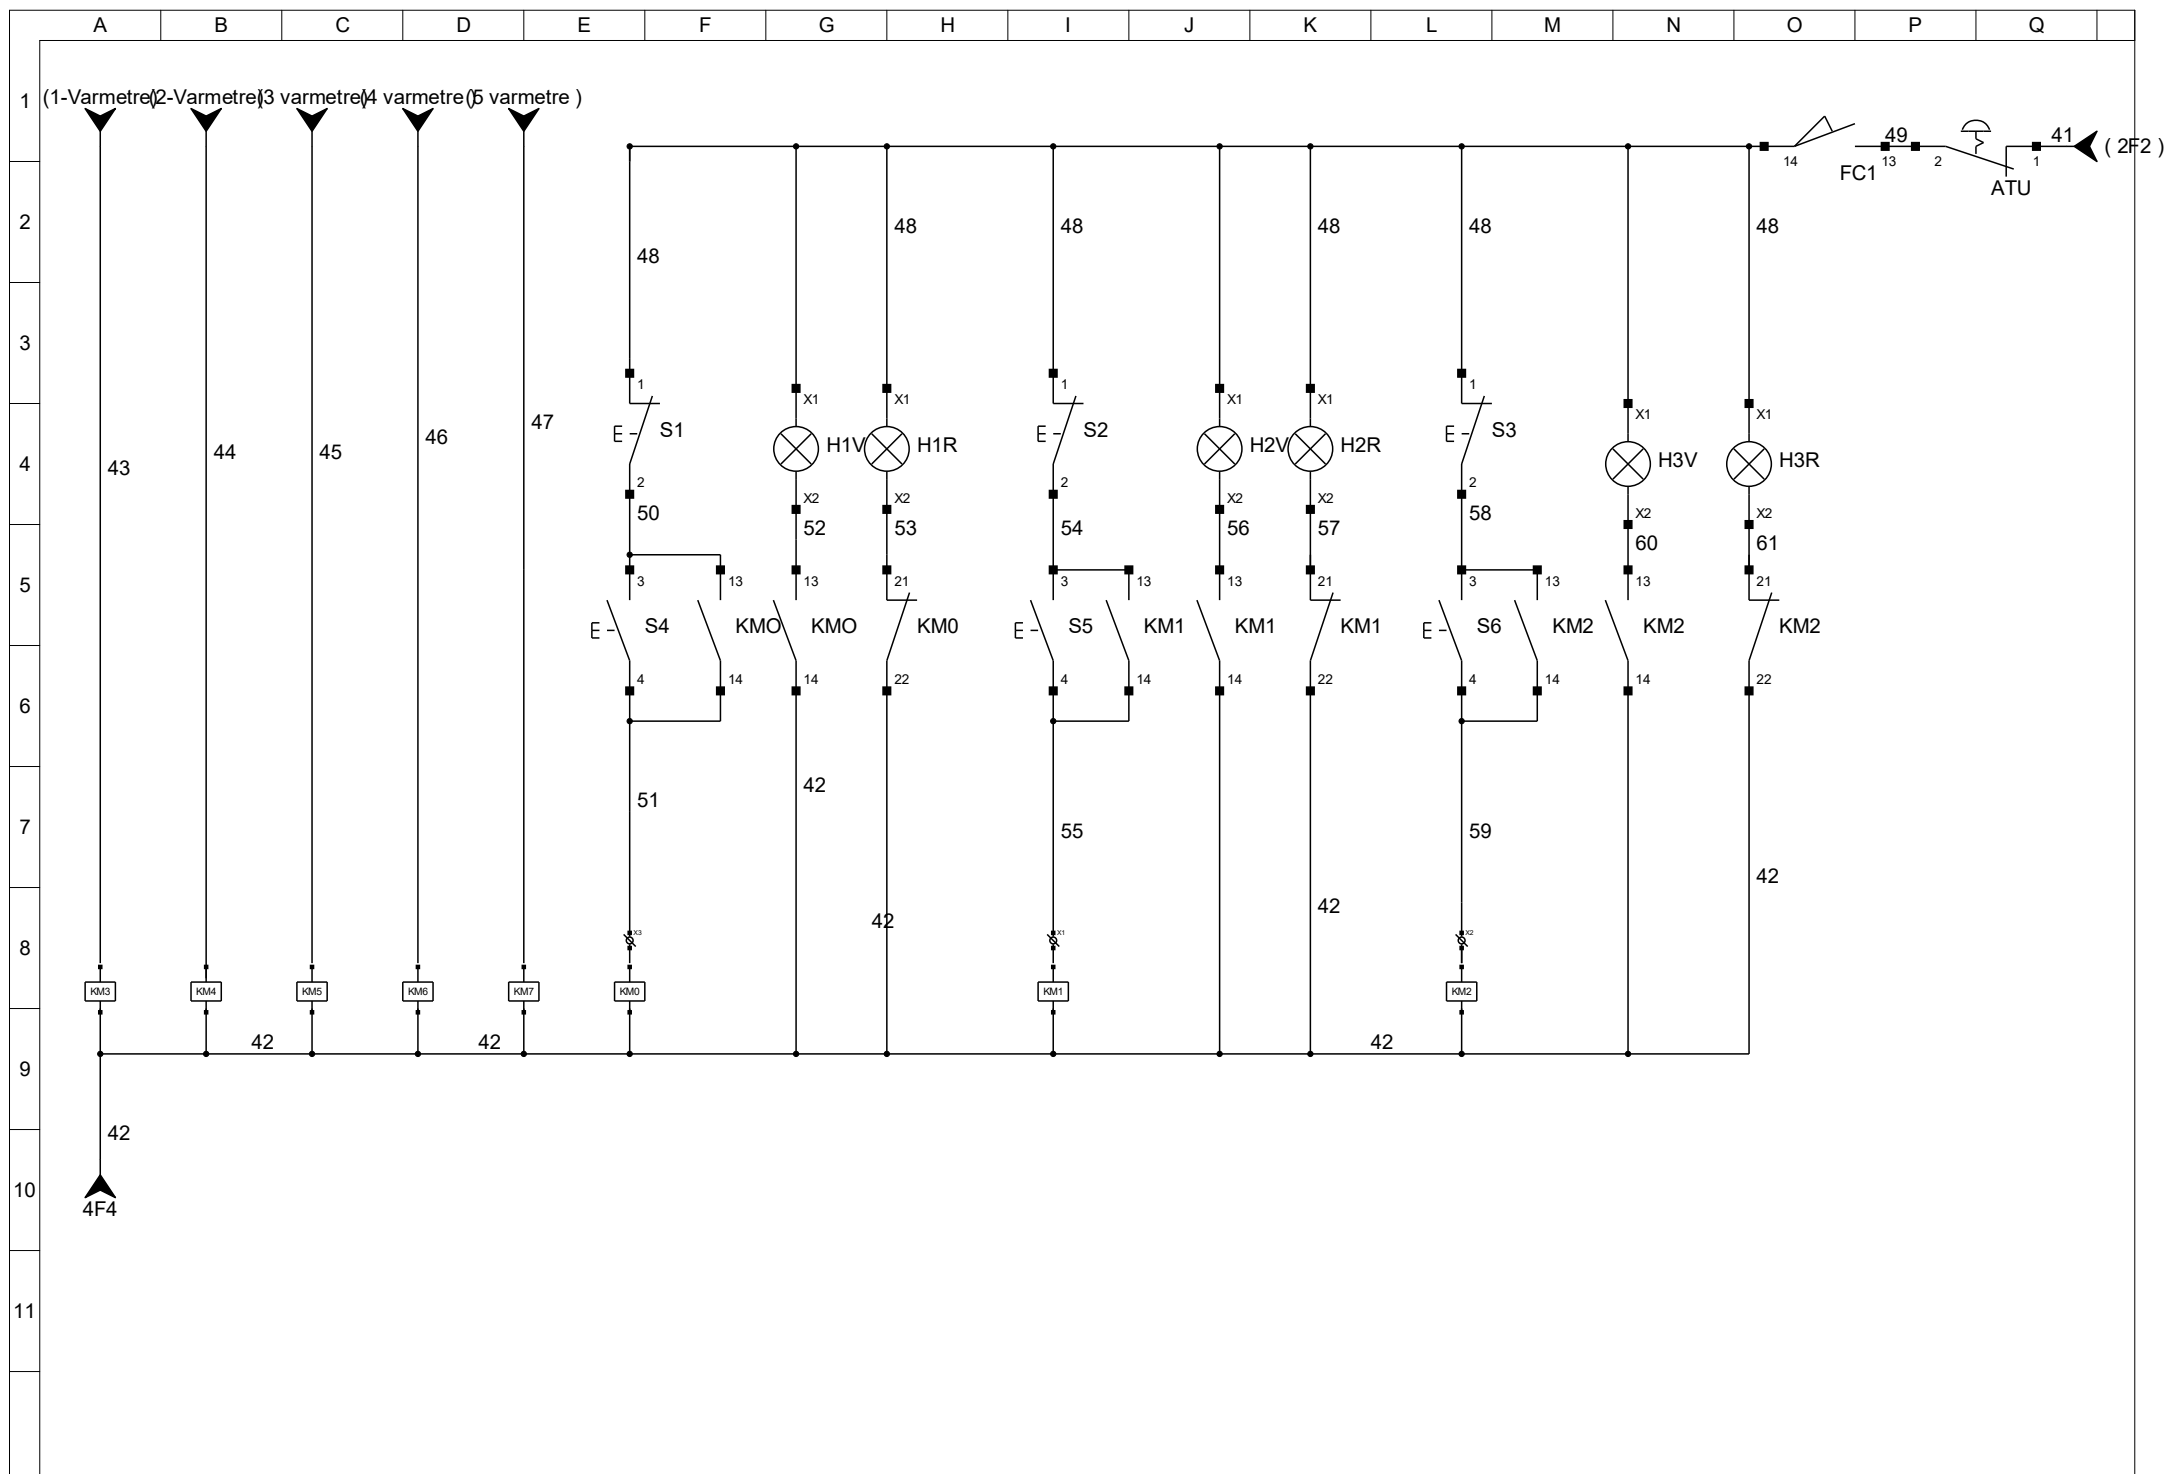 A B C D E F G H I J K L M N O P Q
1 (1-Varmetre) (2-Varmetre) (3 varmetre) (4 varmetre) (5 varmetre )
49 41 ( 2F2 )
14 13 2 1
FC1 ATU
2 48 48 48 48 48
48
3
1 1 1
X1 X1 X1 X1 X1 X1
43 44 45 46 47
S1 H1V H1R S2 H2V H2R S3 H3V H3R
4
2 X2 X2 2 X2 X2 2 X2 X2
50 52 53 54 56 57 58 60 61
5 3 13 13 21 3 13 13 21 3 13 13 21
S4 KMO KMO KM0 S5 KM1 KM1 KM1 S6 KM2 KM2 KM2
4 14 14 22 4 14 14 22 4 14 14 22
6
42
51
7 55 59
42
42 42
8 X3 X1 X2
KM3 KM4 KM5 KM6 KM7 KM0 KM1 KM2
42 42 42
9
42
10
4F4
11